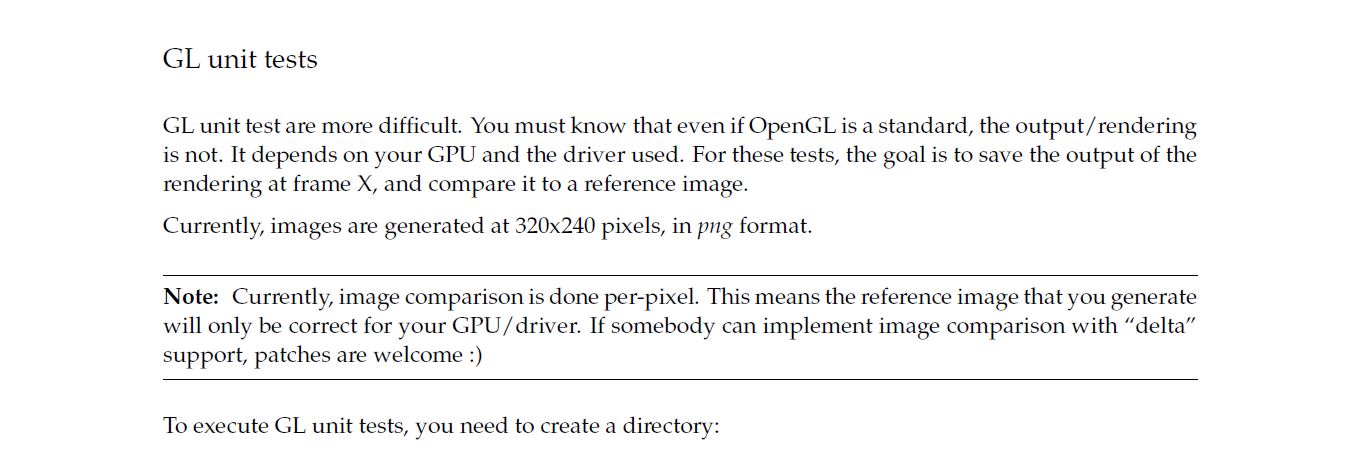 GL unit tests
GL unit test are more difficult. You must know that even if OpenGL is a standard, the output/rendering
is not. It depends on your GPU and the driver used. For these tests, the goal is to save the output of the
rendering at frame X, and compare it to a reference image.
Currently, images are generated at 320x240 pixels, in png format.
Note: Currently, image comparison is done per-pixel. This means the reference image that you generate
will only be correct for your GPU/driver. If somebody can implement image comparison with “delta”
support, patches are welcome :)
To execute GL unit tests, you need to create a directory: